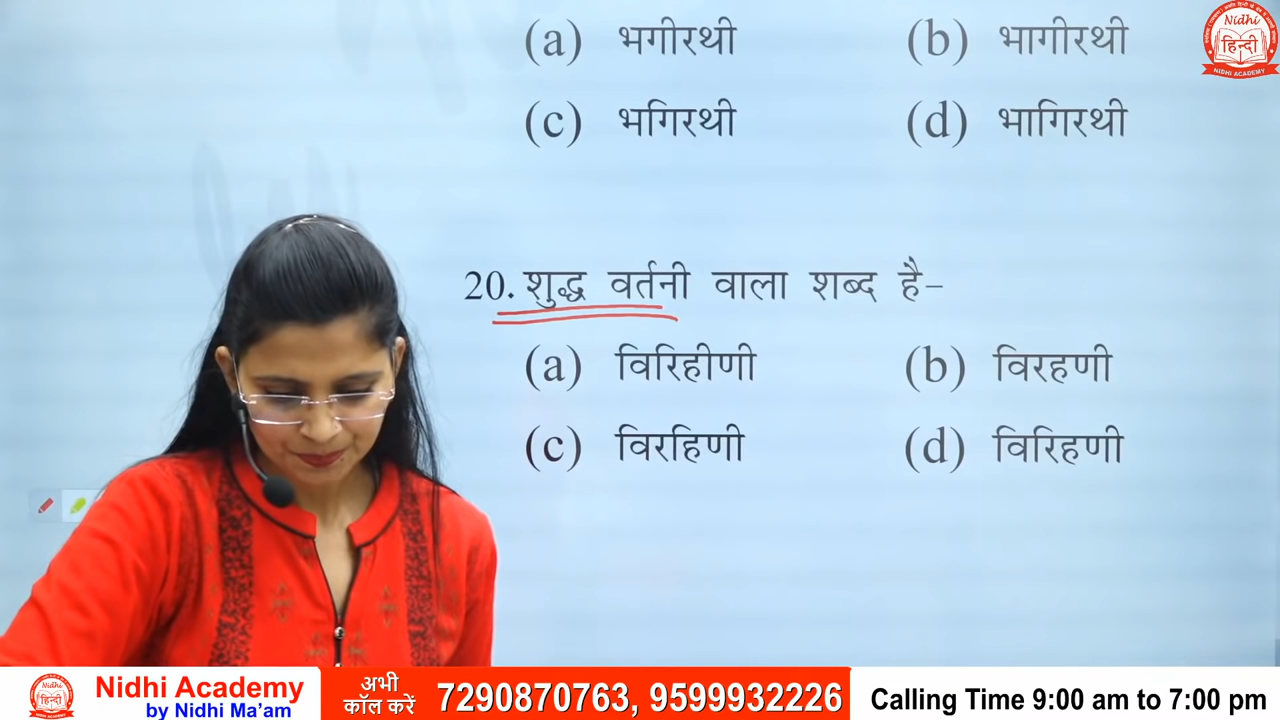 (a) भगीरथी (b) भागीरथी
(c) भगिरथी (d) भागिरथी
20. शुद्ध वर्तनी वाला शब्द है-
(a) विरिहीणी (b) विरहणी
(c) विरहिणी (d) विरिहणी
Nidhi
हिन्दी
NIDHI ACADEMY
Nidhi Academy
by Nidhi Ma'am
अभी
कॉल करें
7290870763, 9599932226
Calling Time 9:00 am to 7:00 pm